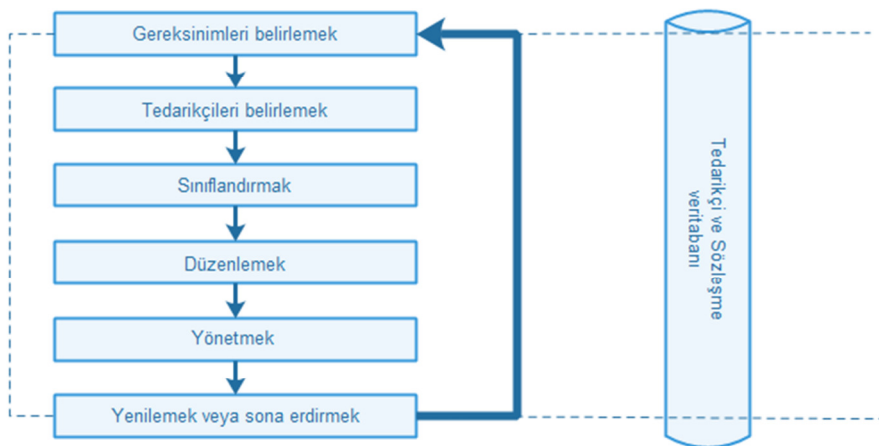 Gereksinimleri belirlemek
Tedarikçileri belirlemek
Sınıflandırmak
Düzenlemek
Yönetmek
Yenilemek veya sona erdirmek
Tedarikçi ve Sözleşme
veritabanı